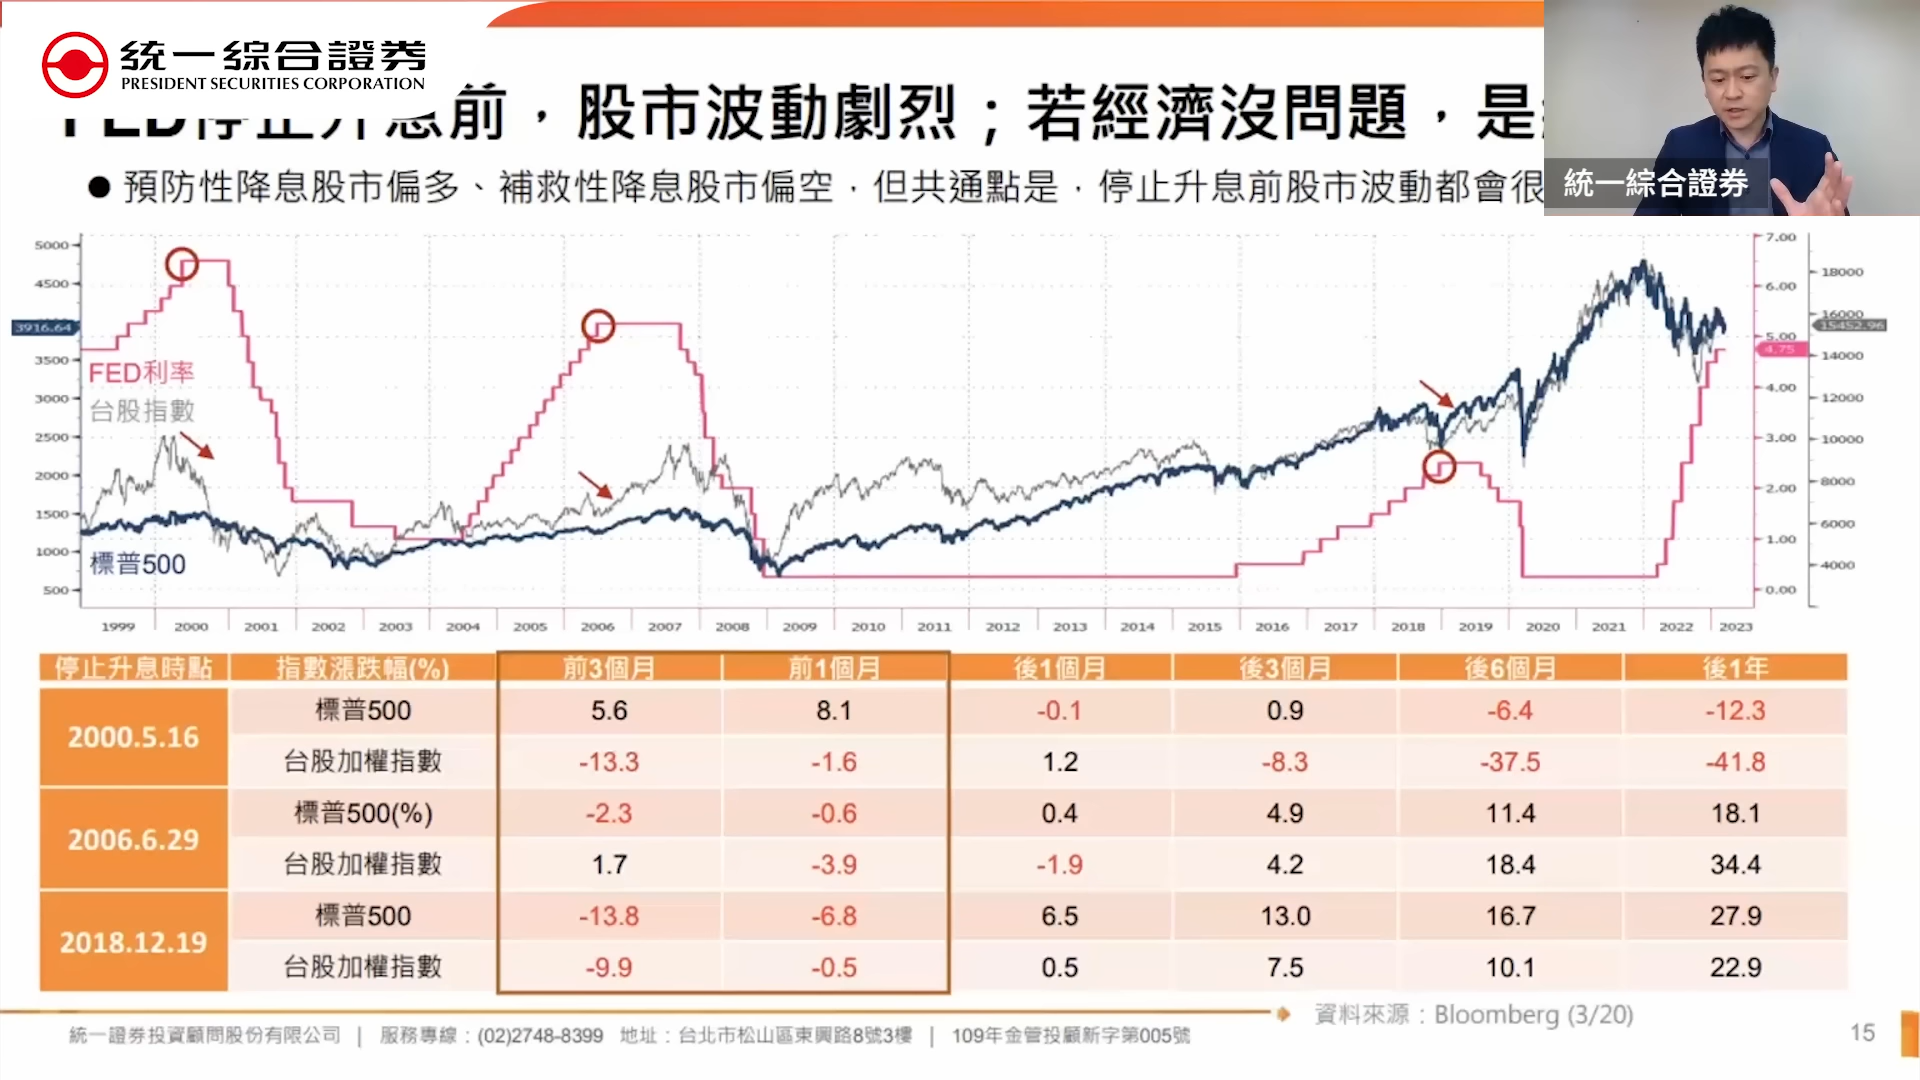 統一綜合證券
PRESIDENT SECURITIES CORPORATION
FED停止升息前，股市波動劇烈；若經濟沒問題，是
● 預防性降息股市偏多、補救性降息股市偏空，但共通點是，停止升息前股市波動都會很
統一綜合證券
5000
4500
3916.64
3500
3000
2500
2000
1500
1000
500
FED利率
台股指數
標普500
7.00
6.00
5.00
4.75
4.00
3.00
2.00
1.00
0.00
18000
16000
15452.96
14000
12000
10000
8000
6000
4000
1999 2000 2001 2002 2003 2004 2005 2006 2007 2008 2009 2010 2011 2012 2013 2014 2015 2016 2017 2018 2019 2020 2021 2022 2023
停止升息時點 指數漲跌幅(%) 前3個月 前1個月 後1個月 後3個月 後6個月 後1年
2000.5.16 標普500 5.6 8.1 -0.1 0.9 -6.4 -12.3
台股加權指數 -13.3 -1.6 1.2 -8.3 -37.5 -41.8
2006.6.29 標普500(%) -2.3 -0.6 0.4 4.9 11.4 18.1
台股加權指數 1.7 -3.9 -1.9 4.2 18.4 34.4
2018.12.19 標普500 -13.8 -6.8 6.5 13.0 16.7 27.9
台股加權指數 -9.9 -0.5 0.5 7.5 10.1 22.9
資料來源：Bloomberg (3/20)
統一證券投資顧問股份有限公司 | 服務專線：(02)2748-8399 地址：台北市松山區東興路8號3樓 | 109年金管投顧新字第005號
15